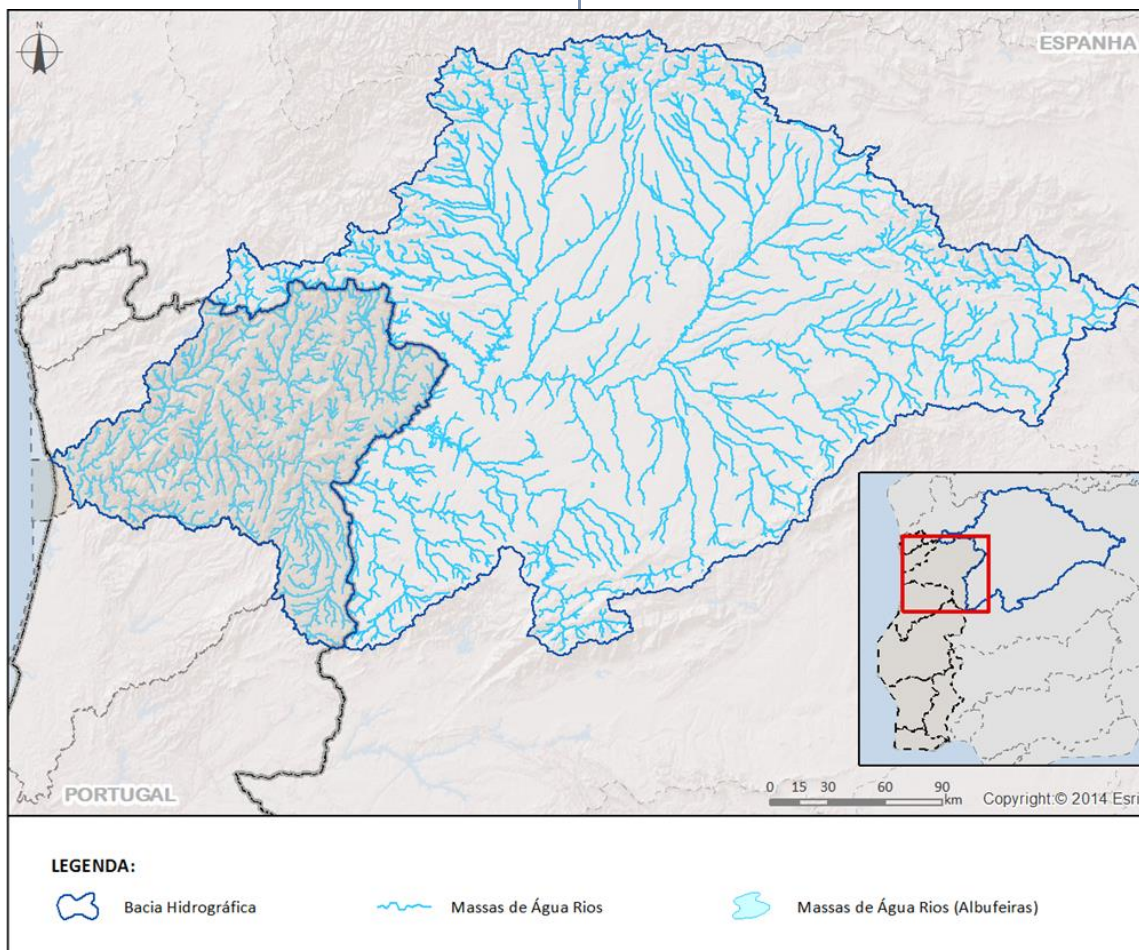 N
ESPANHA
PORTUGAL
0 15 30 60 90
km
Copyright:© 2014 Esri
LEGENDA:
Bacia Hidrográfica
Massas de Água Rios
Massas de Água Rios (Albufeiras)